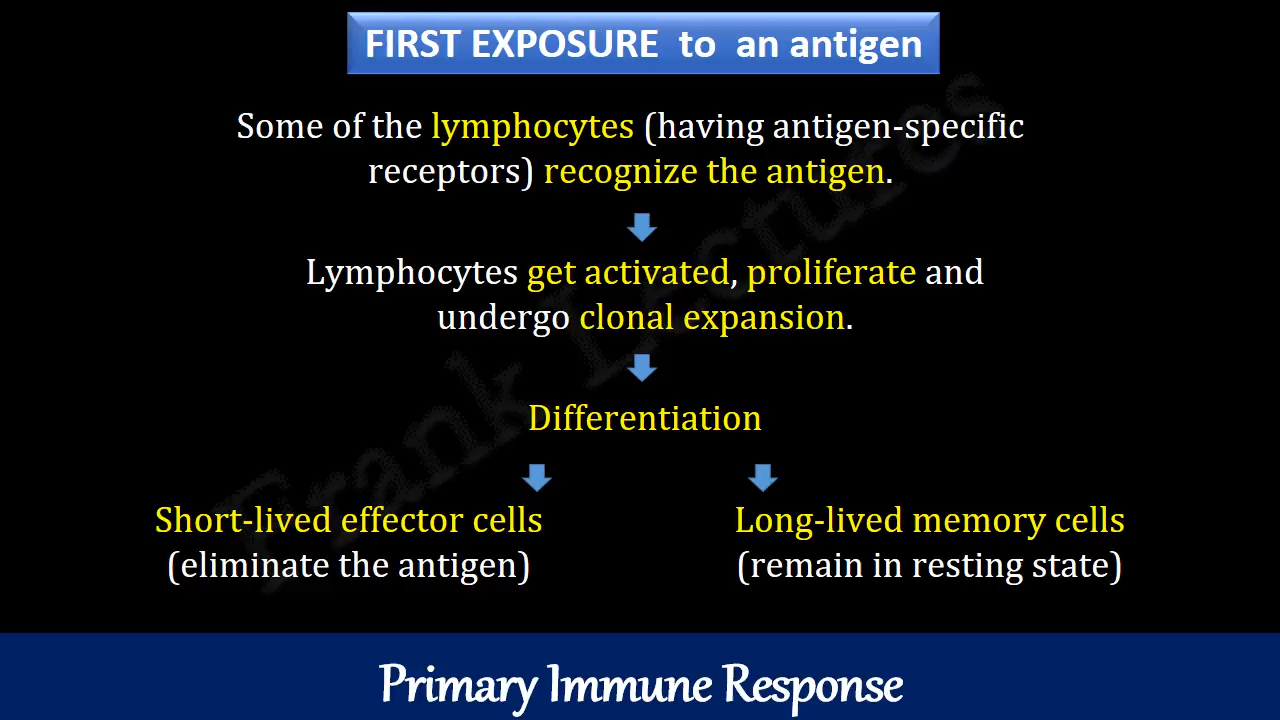 FIRST EXPOSURE to an antigen
Some of the lymphocytes (having antigen-specific
receptors) recognize the antigen.
Lymphocytes get activated, proliferate and
undergo clonal expansion.
Differentiation
Short-lived effector cells
(eliminate the antigen)
Long-lived memory cells
(remain in resting state)
Frank Lectures
Primary Immune Response